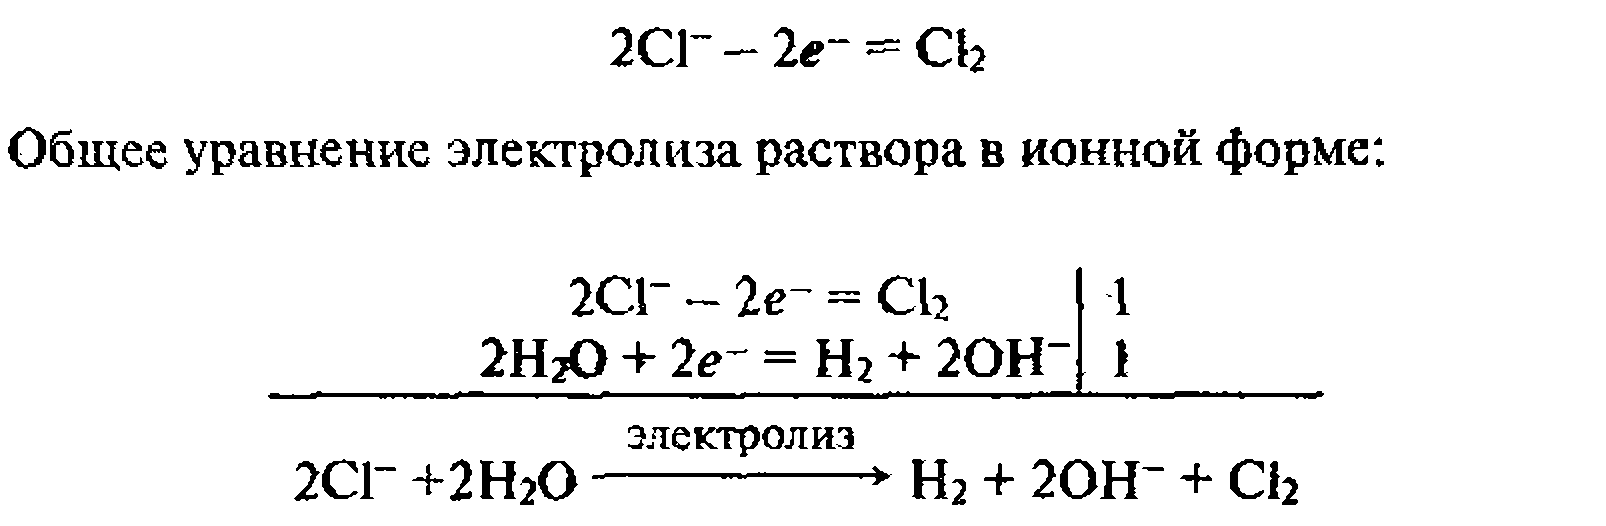 2Cl⁻ – 2e⁻ = Cl₂
Общее уравнение электролиза раствора в ионной форме:
2Cl⁻ – 2e⁻ = Cl₂ | 1
2H₂O + 2e⁻ = H₂ + 2OH⁻ | 1
электролиз
2Cl⁻ +2H₂O → H₂ + 2OH⁻ + Cl₂